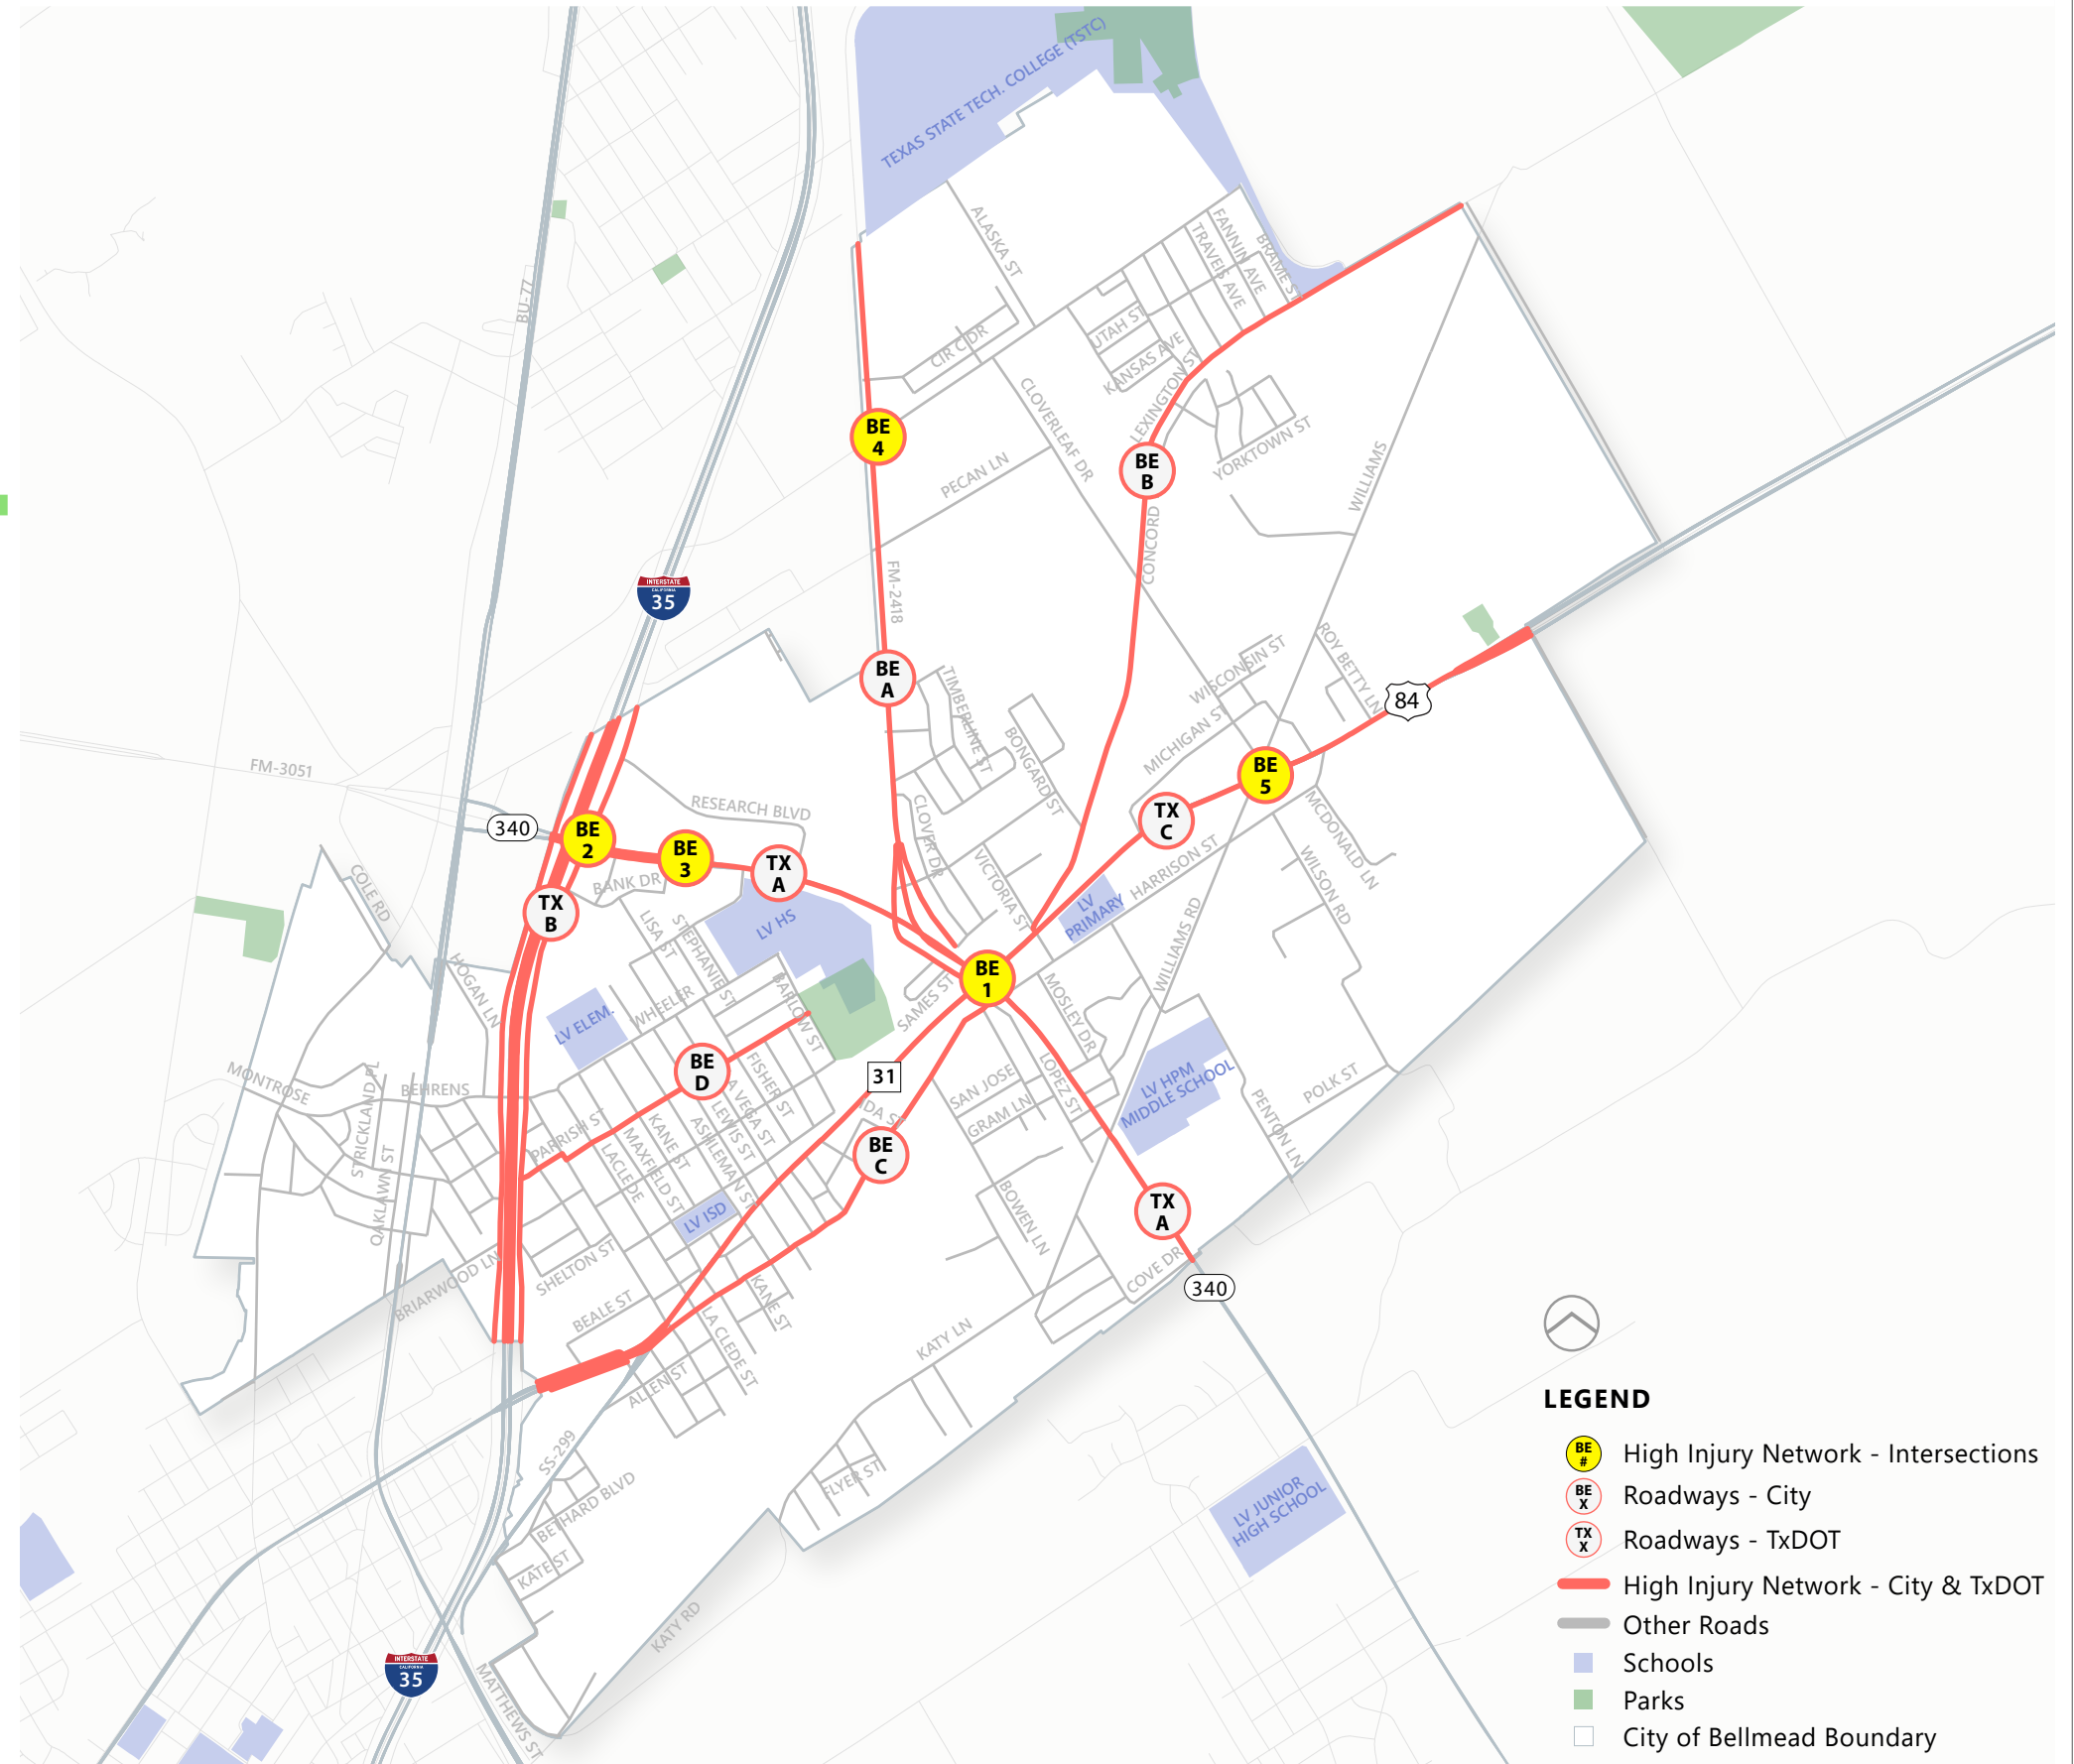 TEXAS STATE TECH. COLLEGE (TSTC)
ALASKA ST
FANNIN AVE
TRAVEIS AVE
BRAME ST
BU-77
UTAH ST
CIR C DR
KANSAS AVE
LEXINGTON ST
CLOVERLEAF DR
BE
4
YORKTOWN ST
BE
B
PECAN LN
WILLIAMS
CONCORD
FM-2418
INTERSTATE
CALIFORNIA
35
ROY BETTY LN
WISCONSIN ST
BE
A
TIMBERLINE ST
84
MICHIGAN ST
BONGARD ST
FM-3051
BE
5
RESEARCH BLVD
340
BE
2
BE
3
TX
A
TX
C
CLOVER DR
MCDONALD LN
HARRISON ST
VICTORIA ST
WILSON RD
BANK DR
COLE RD
TX
B
LV HS
LV
PRIMARY
LISA ST
STEPHANIE ST
WILLIAMS RD
HOGAN LN
BE
1
SAMES ST
MOSLEY DR
BARLOW ST
WHEELER
LV ELEM.
BE
D
31
FISHER ST
LOPEZ ST
SAN JOSE
GRAM LN
LV HPM
MIDDLE SCHOOL
POLK ST
PENTON LN
MONTROSE
STRICKLAND PL
BEHRENS
A VEGA ST
LEWIS ST
ASHLEMAN ST
IDA ST
BE
C
PARRISH ST
KANE ST
MAXFIELD ST
LACLEDE
OAKLAWN ST
LV ISD
BOWEN LN
TX
A
COVE DR
340
BRIARWOOD LN
SHELTON ST
BEALE ST
KANE ST
LA CLEDE ST
KATY LN
ALLEN ST
SS-299
FLYER ST
BETHARD BLVD
KATE ST
LV JUNIOR
HIGH SCHOOL
KATY RD
INTERSTATE
CALIFORNIA
35
MATTHEWS ST
LEGEND
BE
#
High Injury Network - Intersections
BE
X
Roadways - City
TX
X
Roadways - TxDOT
High Injury Network - City & TxDOT
Other Roads
Schools
Parks
City of Bellmead Boundary